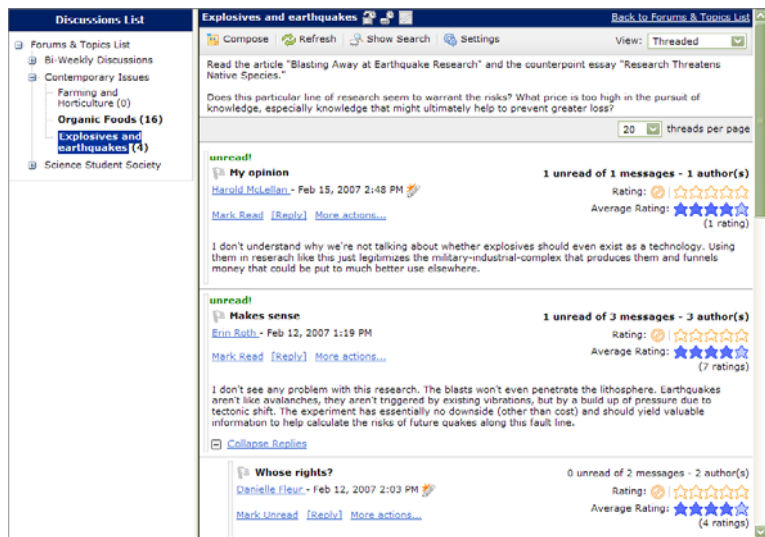 Discussions List
Forums & Topics List
Bi-Weekly Discussions
Contemporary Issues
Farming and
Horticulture (0)
Organic Foods (16)
Explosives and
earthquakes (4)
Science Student Society
Explosives and earthquakes
Back to Forums & Topics List
Compose Refresh Show Search Settings
View: Threaded
Read the article "Blasting Away at Earthquake Research" and the counterpoint essay "Research Threatens
Native Species."
Does this particular line of research seem to warrant the risks? What price is too high in the pursuit of
knowledge, especially knowledge that might ultimately help to prevent greater loss?
20 threads per page
unread!
My opinion
1 unread of 1 messages - 1 author(s)
Harold McLellan - Feb 15, 2007 2:48 PM
Rating:
Mark Read [Reply] More actions...
Average Rating:
(1 rating)
I don't understand why we're not talking about whether explosives should even exist as a technology. Using
them in reserach like this just legitimizes the military-industrial-complex that produces them and funnels
money that could be put to much better use elsewhere.
unread!
Makes sense
1 unread of 3 messages - 3 author(s)
Erin Roth - Feb 12, 2007 1:19 PM
Rating:
Mark Read [Reply] More actions...
Average Rating:
(7 ratings)
I don't see any problem with this research. The blasts won't even penetrate the lithosphere. Earthquakes
aren't like avalanches, they aren't triggered by existing vibrations, but by a build up of pressure due to
tectonic shift. The experiment has essentially no downside (other than cost) and should yield valuable
information to help calculate the risks of future quakes along this fault line.
Collapse Replies
Whose rights?
0 unread of 2 messages - 2 author(s)
Danielle Fleur - Feb 12, 2007 2:03 PM
Rating:
Mark Unread [Reply] More actions...
Average Rating:
(4 ratings)